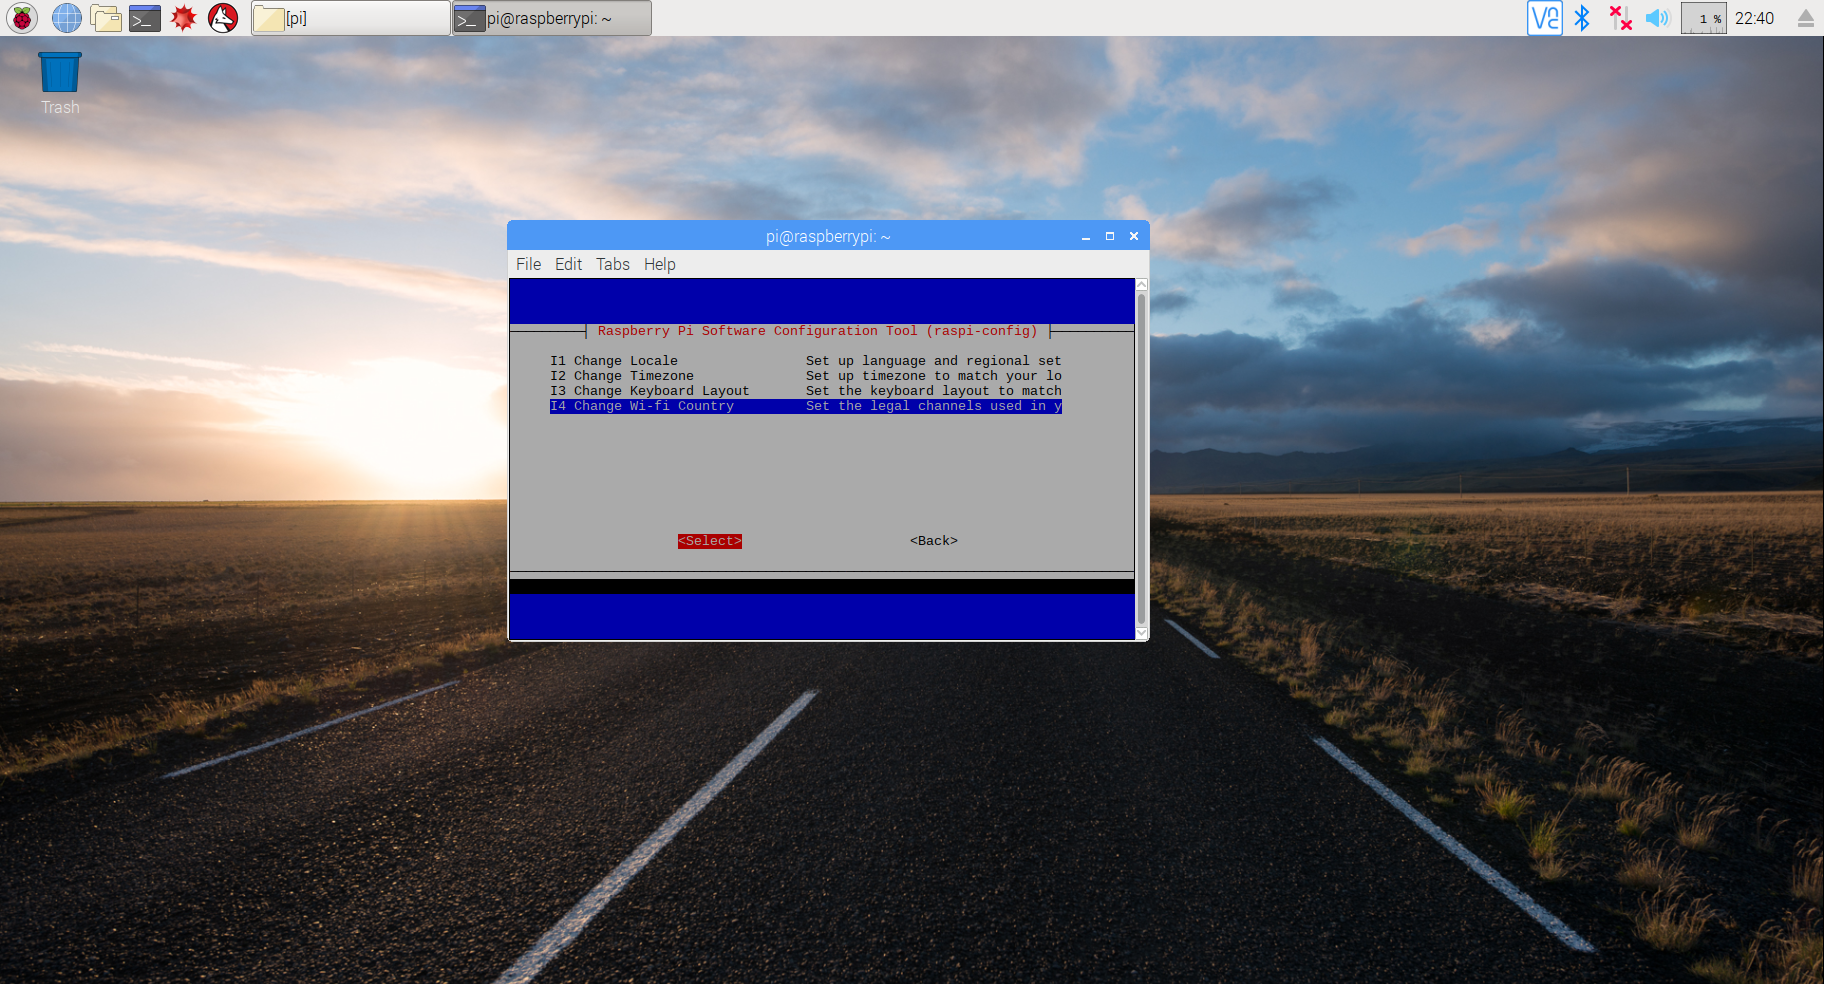 [pi]
pi@raspberrypi: ~
1 %
22:40
Trash
pi@raspberrypi: ~
File Edit Tabs Help
Raspberry Pi Software Configuration Tool (raspi-config)
I1 Change Locale Set up language and regional set
I2 Change Timezone Set up timezone to match your lo
I3 Change Keyboard Layout Set the keyboard layout to match
I4 Change Wi-fi Country Set the legal channels used in y
<Select> <Back>